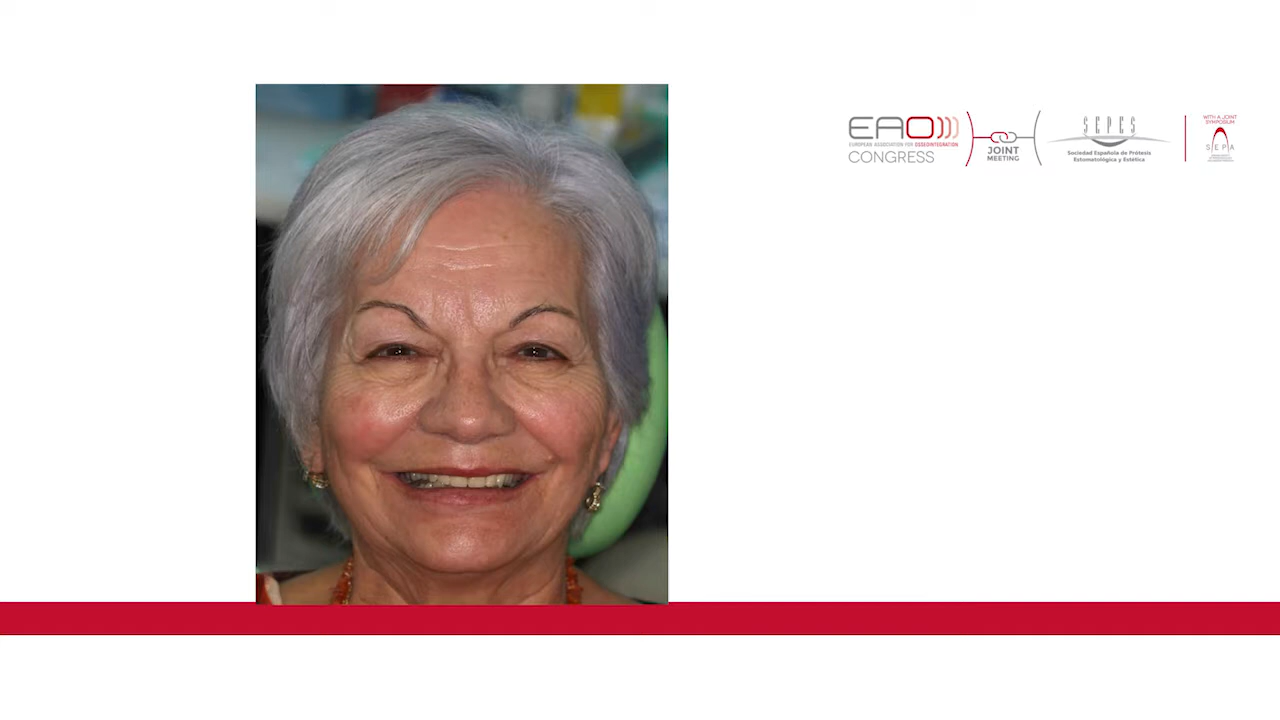 EAO
EUROPEAN ASSOCIATION FOR OSSEOINTEGRATION
CONGRESS
JOINT
MEETING
SEPES
Sociedad Española de Prótesis
Estomatológica y Estética
WITH A JOINT
SYMPOSIUM
SEPA